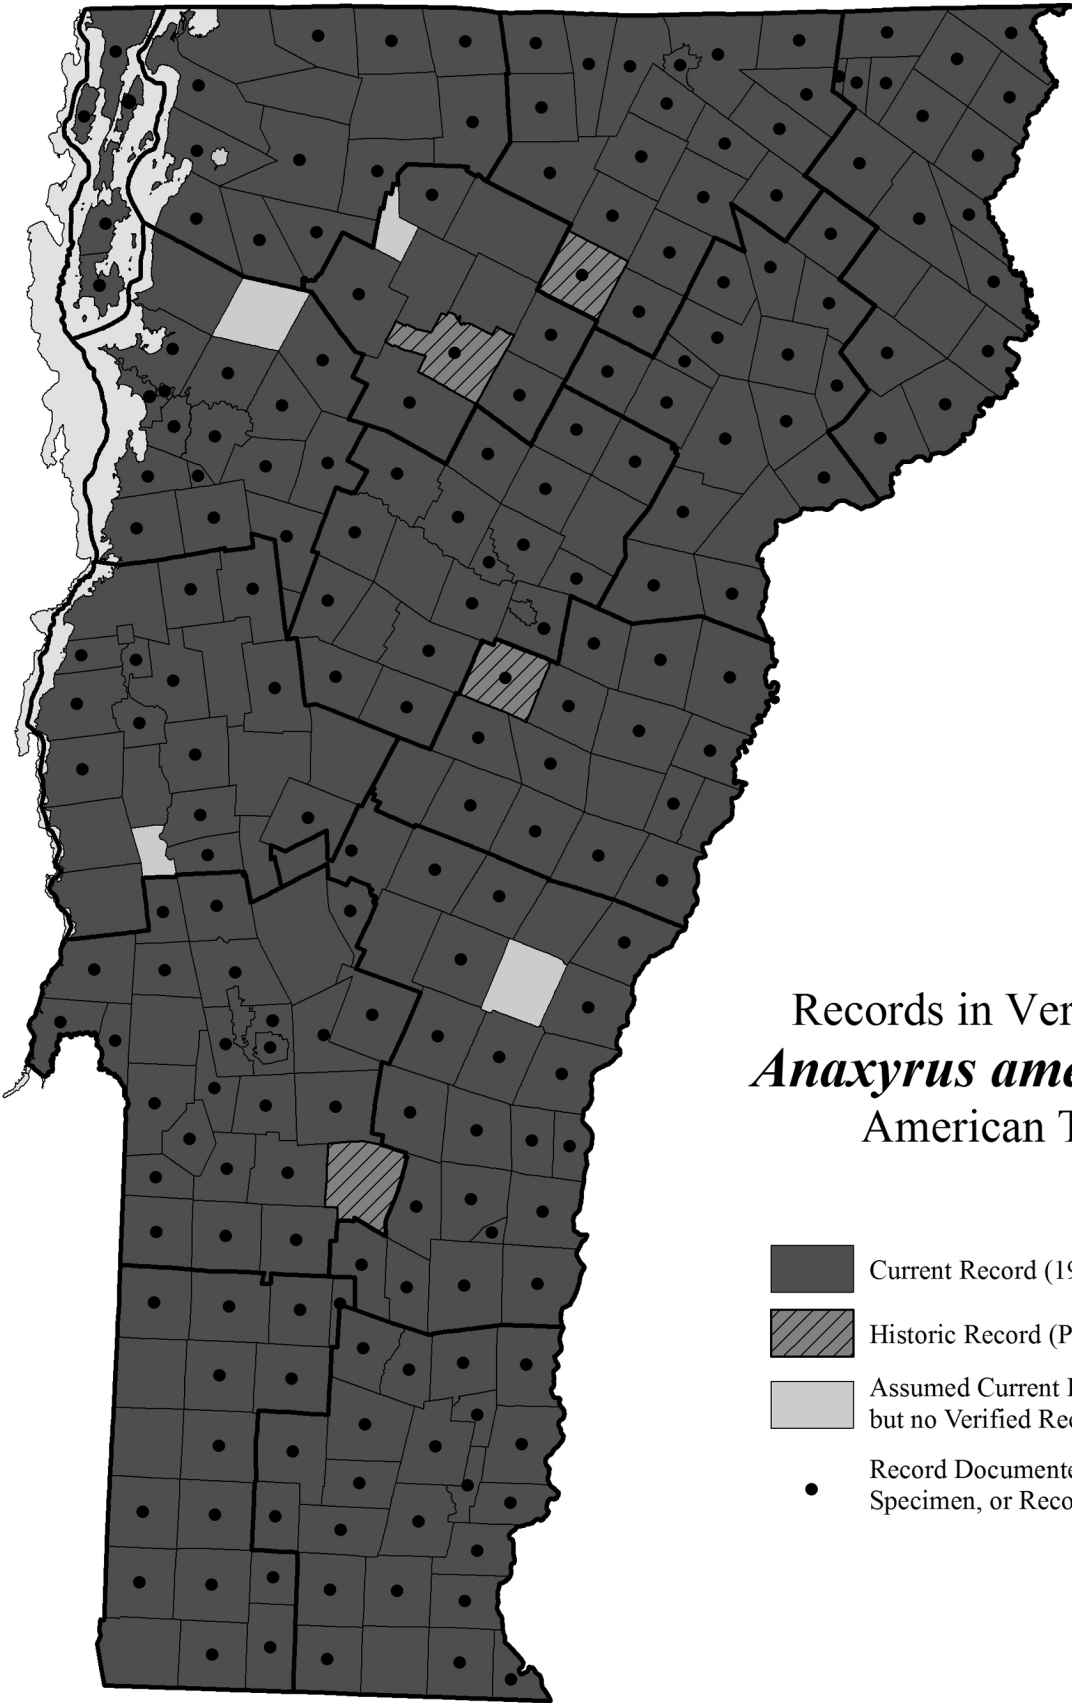 Records in Ver
Anaxyrus ame
American T
Current Record (19
Historic Record (P
Assumed Current
but no Verified Rec
Record Documente
Specimen, or Reco